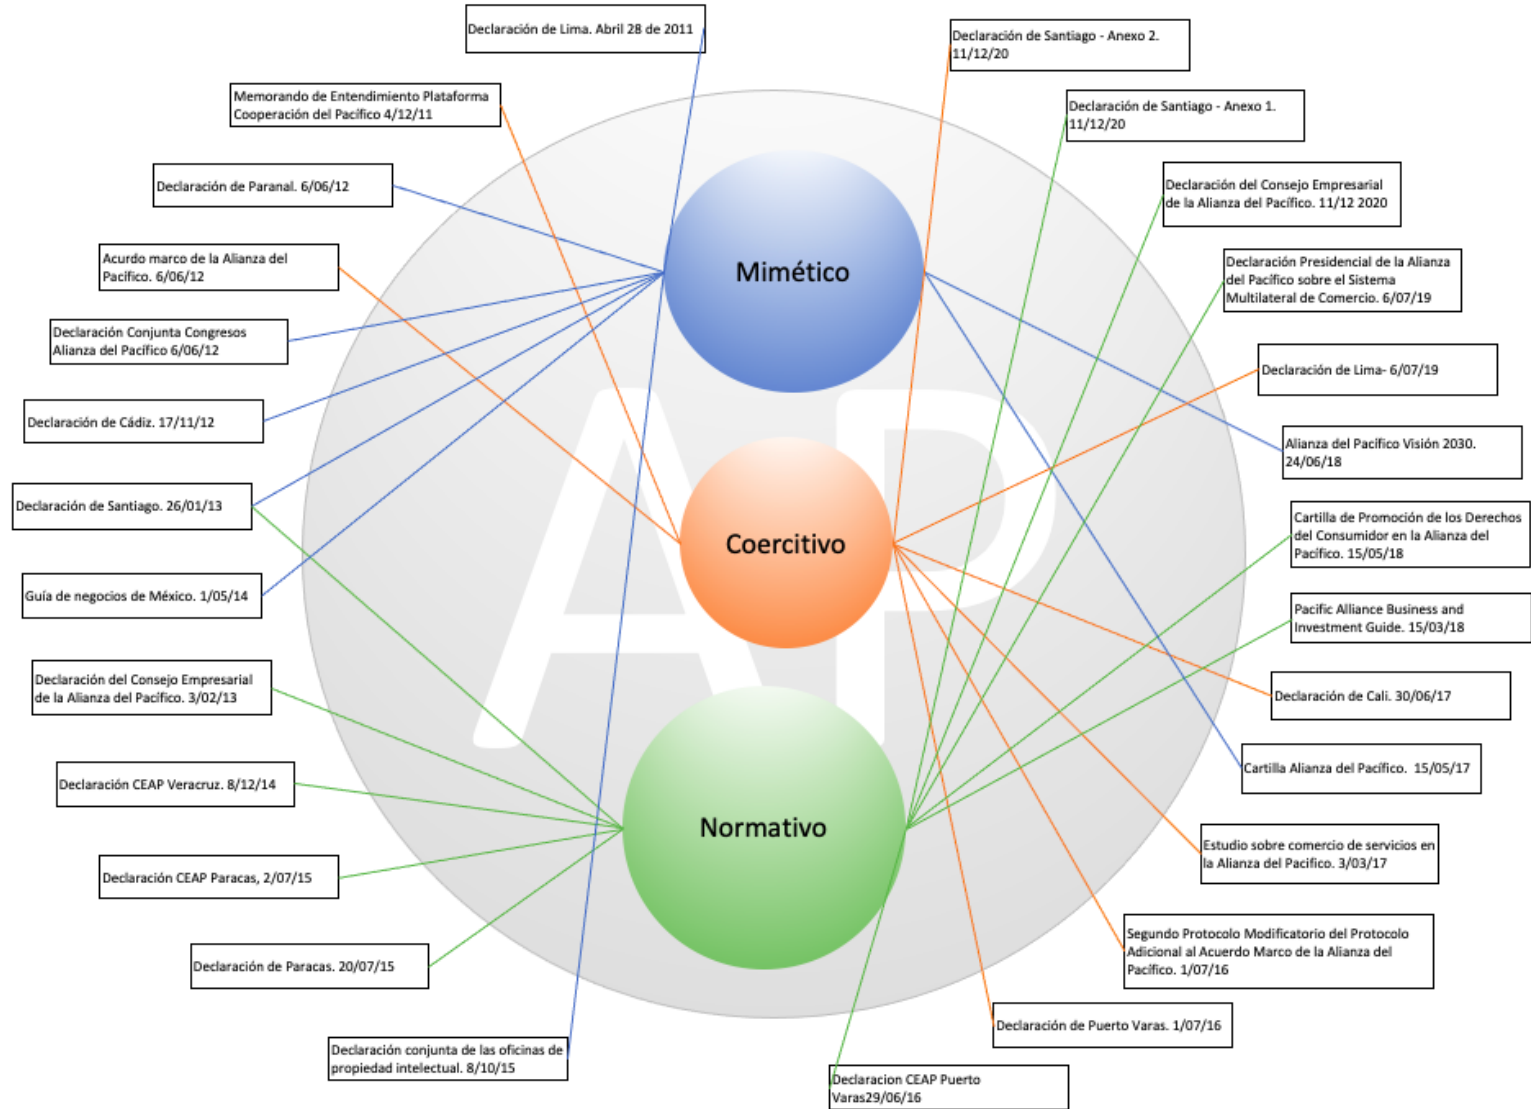 Declaración de Lima. Abril 28 de 2011
Memorando de Entendimiento Plataforma
Cooperación del Pacífico 4/12/11
Declaración de Paranal. 6/06/12
Acurdo marco de la Alianza del
Pacífico. 6/06/12
Declaración Conjunta Congresos
Alianza del Pacífico 6/06/12
Declaración de Cádiz. 17/11/12
Declaración de Santiago. 26/01/13
Guía de negocios de México. 1/05/14
Declaración del Consejo Empresarial
de la Alianza del Pacífico. 3/02/13
Declaración CEAP Veracruz. 8/12/14
Declaración CEAP Paracas, 2/07/15
Declaración de Paracas. 20/07/15
Declaración conjunta de las oficinas de
propiedad intelectual. 8/10/15
AP
Mimético
Coercitivo
Normativo
Declaración de Santiago - Anexo 2.
11/12/20
Declaración de Santiago - Anexo 1.
11/12/20
Declaración del Consejo Empresarial
de la Alianza del Pacífico. 11/12 2020
Declaración Presidencial de la Alianza
del Pacífico sobre el Sistema
Multilateral de Comercio. 6/07/19
Declaración de Lima- 6/07/19
Alianza del Pacífico Visión 2030.
24/06/18
Cartilla de Promoción de los Derechos
del Consumidor en la Alianza del
Pacífico. 15/05/18
Pacific Alliance Business and
Investment Guide. 15/03/18
Declaración de Cali. 30/06/17
Cartilla Alianza del Pacífico. 15/05/17
Estudio sobre comercio de servicios en
la Alianza del Pacifico. 3/03/17
Segundo Protocolo Modificatorio del Protocolo
Adicional al Acuerdo Marco de la Alianza del
Pacífico. 1/07/16
Declaración de Puerto Varas. 1/07/16
Declaracion CEAP Puerto
Varas29/06/16